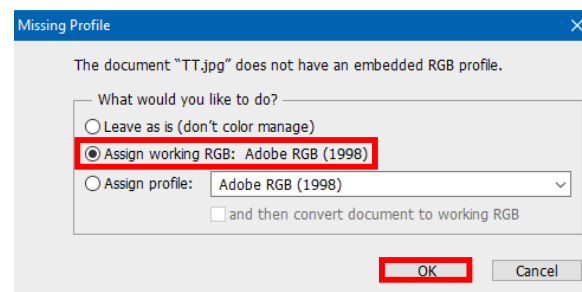 Missing Profile
The document “TT.jpg” does not have an embedded RGB profile.
What would you like to do?
Leave as is (don’t color manage)
Assign working RGB: Adobe RGB (1998)
Assign profile: Adobe RGB (1998)
and then convert document to working RGB
OK Cancel